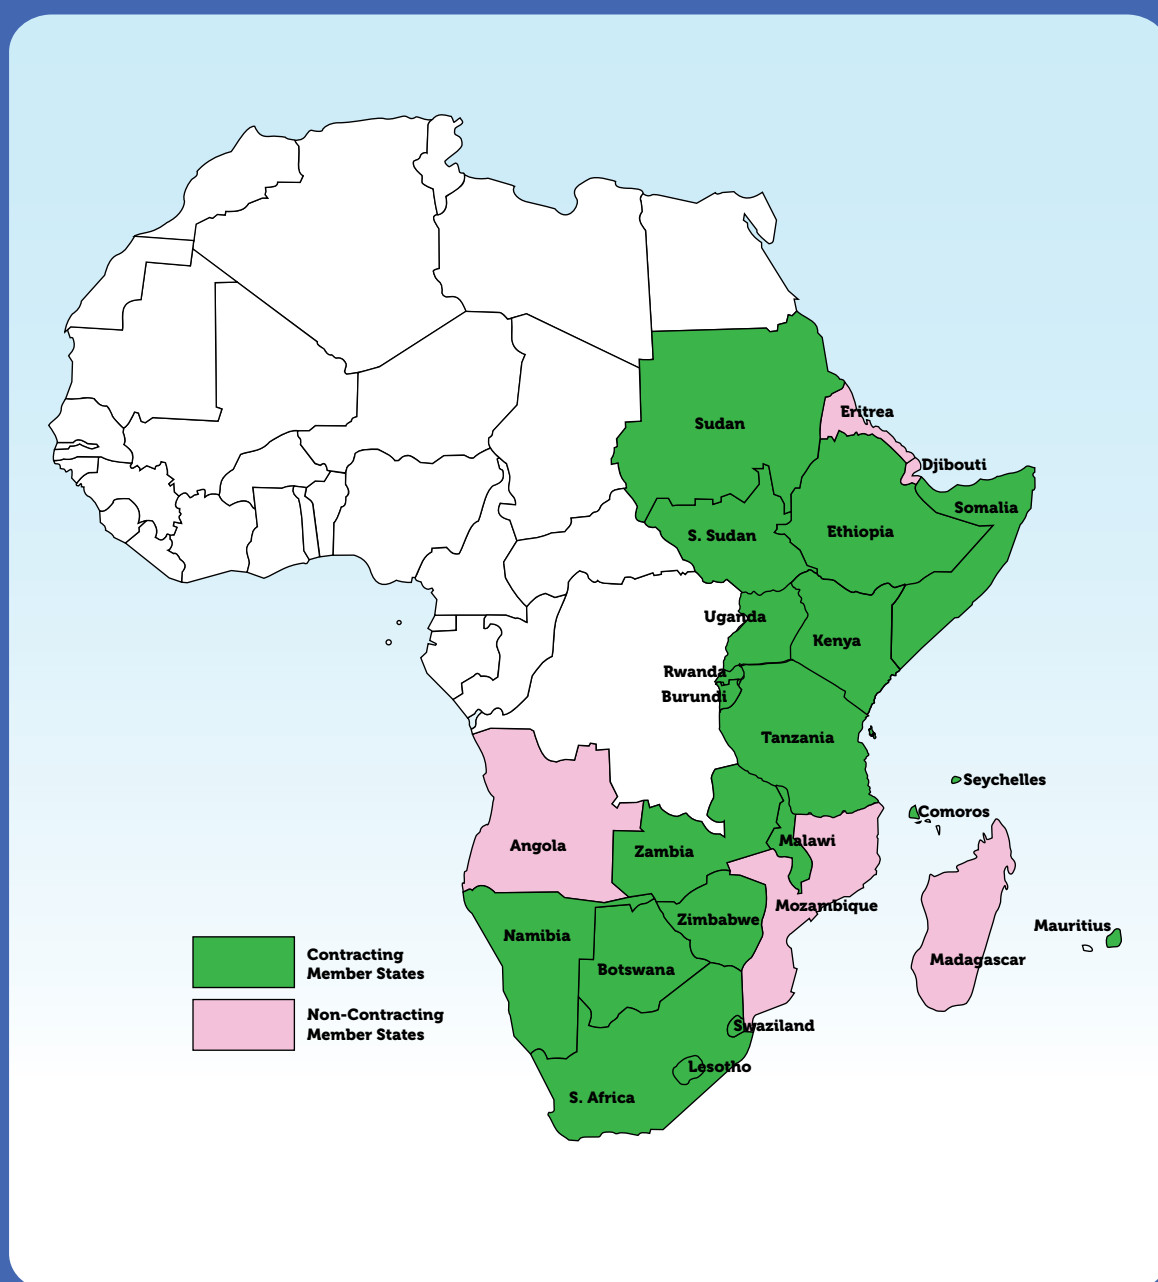 Eritrea
Sudan
Djibouti
Somalia
Ethiopia
S. Sudan
Uganda
Kenya
Rwanda
Burundi
Tanzania
Seychelles
Comoros
Malawi
Angola
Zambia
Mozambique
Zimbabwe
Mauritius
Namibia
Madagascar
Botswana
Contracting
Member States
Non-Contracting
Member States
Swaziland
Lesotho
S. Africa